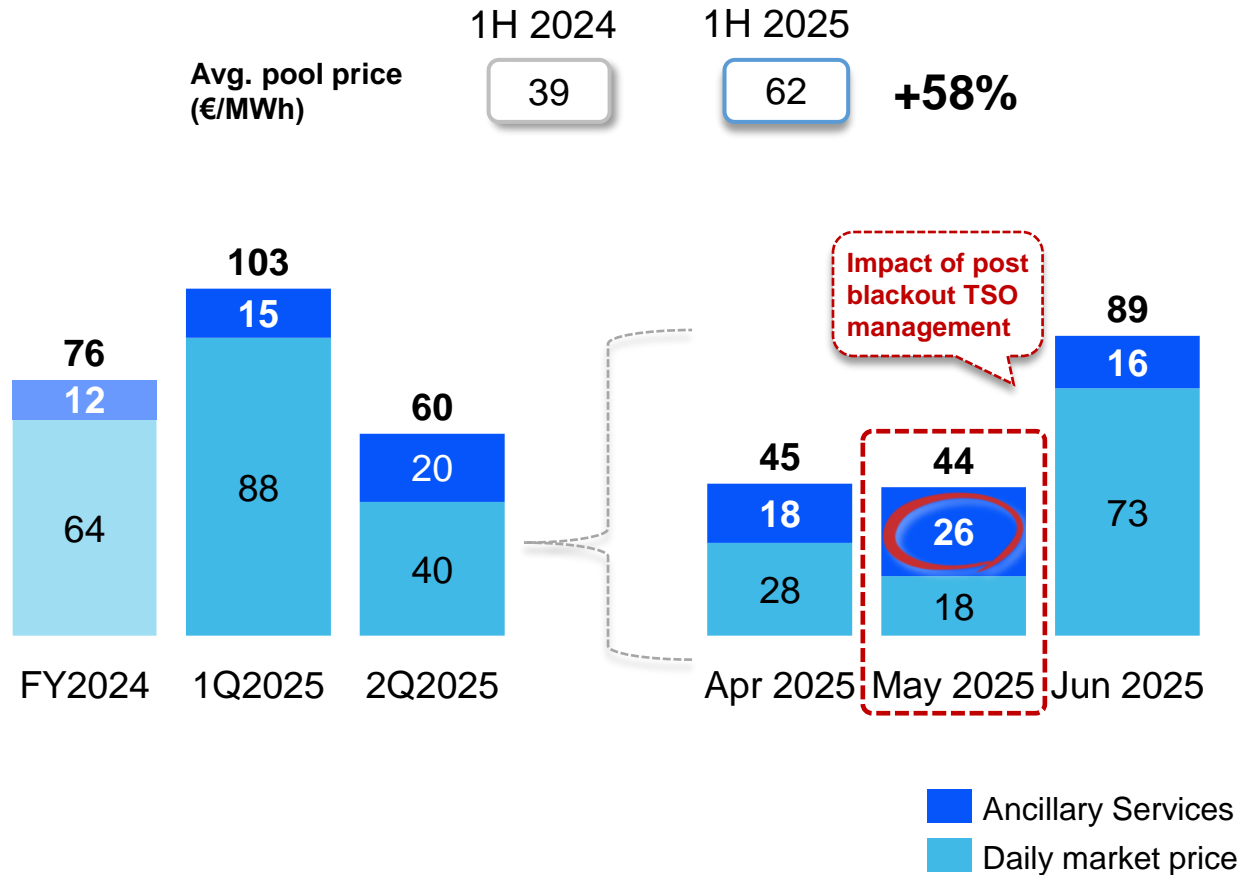 1H 2024 1H 2025
Avg. pool price
(€/MWh)
39 62 +58%
Impact of post
blackout TSO
management
76
12
64
FY2024
103
15
88
1Q2025
60
20
40
2Q2025
45
18
28
Apr 2025
44
26
18
May 2025
89
16
73
Jun 2025
Ancillary Services
Daily market price